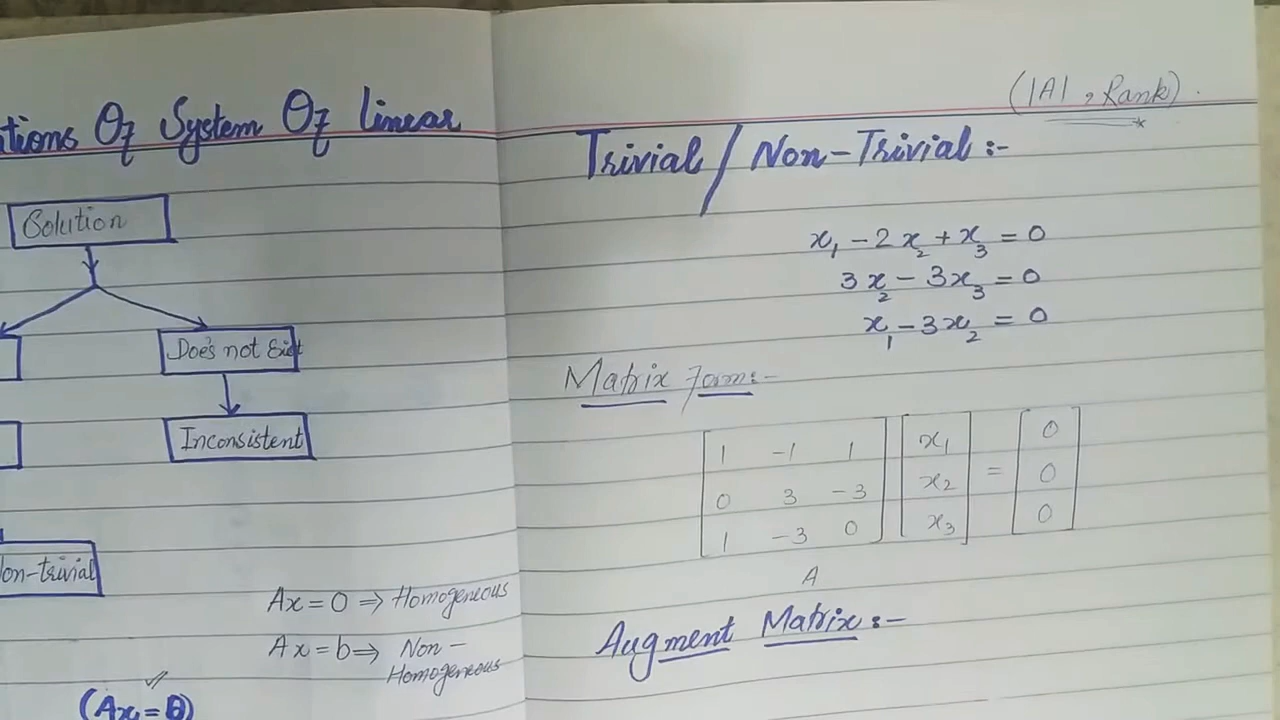 tions Of System Of linear
Solution
Does not Exist
Inconsistent
on-trivial
Ax = 0 ⇒ Homogeneous
Ax = b ⇒ Non-
Homogeneous
(Ax = 0)
(|A|, Rank).
Trivial / Non-Trivial :-
x₁ - 2x₂ + x₃ = 0
3x₂ - 3x₃ = 0
x₁ - 3x₂ = 0
Matrix form:-
1 -1 1 x₁ 0
0 3 -3 x₂ = 0
1 -3 0 x₃ 0
A
Augment Matrix :-